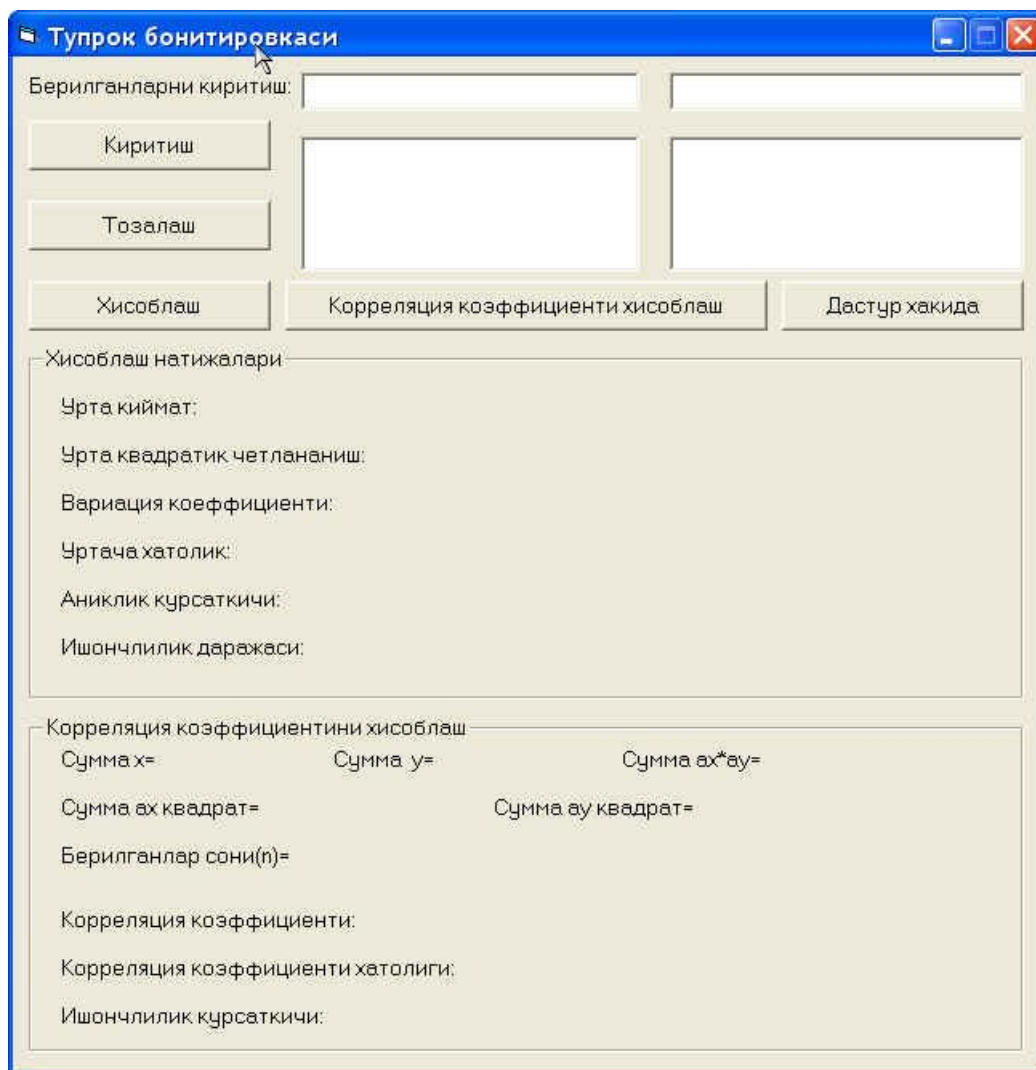 Тупрок бонитировкаси
Берилганларни киритиш:
Киритиш
Тозалаш
Хисоблаш Корреляция коэффициенти хисоблаш Дастур хакида
Хисоблаш натижалари
Урта киймат:
Урта квадратик четлананиш:
Вариация коеффициенти:
Уртача хатолик:
Аниклик курсаткичи:
Ишончлилик даражаси:
Корреляция коэффициентини хисоблаш
Сумма x= Сумма y= Сумма ax*ay=
Сумма ax квадрат= Сумма ay квадрат=
Берилганлар сони(n)=
Корреляция коэффициенти:
Корреляция коэффициенти хатолиги:
Ишончлилик курсаткичи: